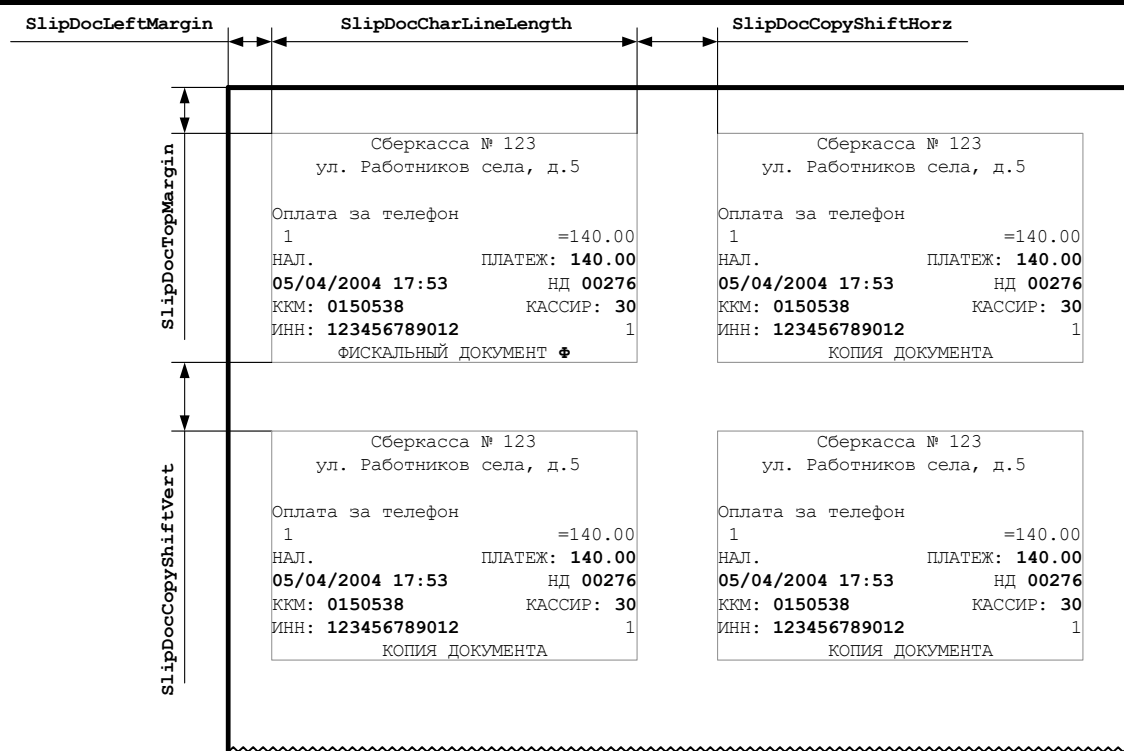 SlipDocLeftMargin
SlipDocCharLineLength
SlipDocCopyShiftHorz
SlipDocTopMargin
Сберкасса № 123
ул. Работников села, д.5
Оплата за телефон
1 =140.00
НАЛ. ПЛАТЕЖ: 140.00
05/04/2004 17:53 НД 00276
ККМ: 0150538 КАССИР: 30
ИНН: 123456789012 1
ФИСКАЛЬНЫЙ ДОКУМЕНТ Ф
Сберкасса № 123
ул. Работников села, д.5
Оплата за телефон
1 =140.00
НАЛ. ПЛАТЕЖ: 140.00
05/04/2004 17:53 НД 00276
ККМ: 0150538 КАССИР: 30
ИНН: 123456789012 1
КОПИЯ ДОКУМЕНТА
SlipDocCopyShiftVert
Сберкасса № 123
ул. Работников села, д.5
Оплата за телефон
1 =140.00
НАЛ. ПЛАТЕЖ: 140.00
05/04/2004 17:53 НД 00276
ККМ: 0150538 КАССИР: 30
ИНН: 123456789012 1
КОПИЯ ДОКУМЕНТА
Сберкасса № 123
ул. Работников села, д.5
Оплата за телефон
1 =140.00
НАЛ. ПЛАТЕЖ: 140.00
05/04/2004 17:53 НД 00276
ККМ: 0150538 КАССИР: 30
ИНН: 123456789012 1
КОПИЯ ДОКУМЕНТА